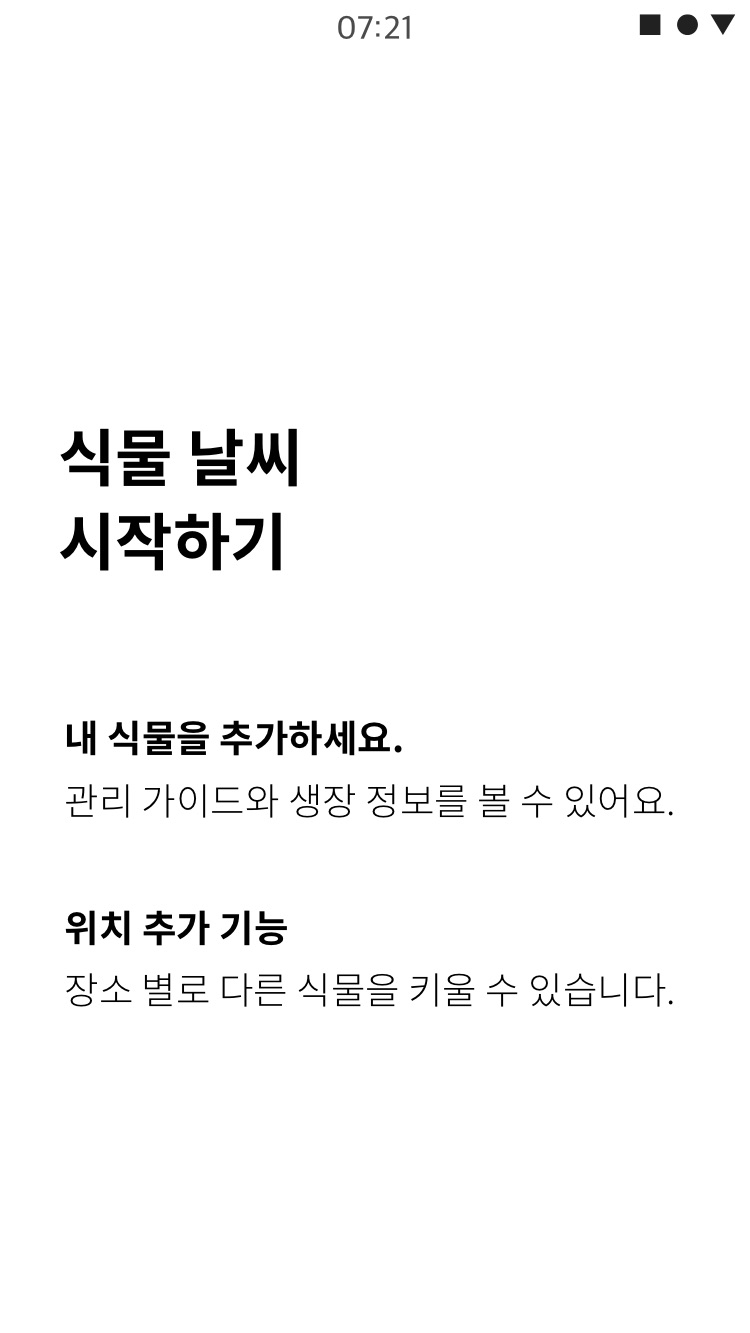 07:21
식물 날씨
시작하기
내 식물을 추가하세요.
관리 가이드와 생장 정보를 볼 수 있어요.
위치 추가 기능
장소 별로 다른 식물을 키울 수 있습니다.